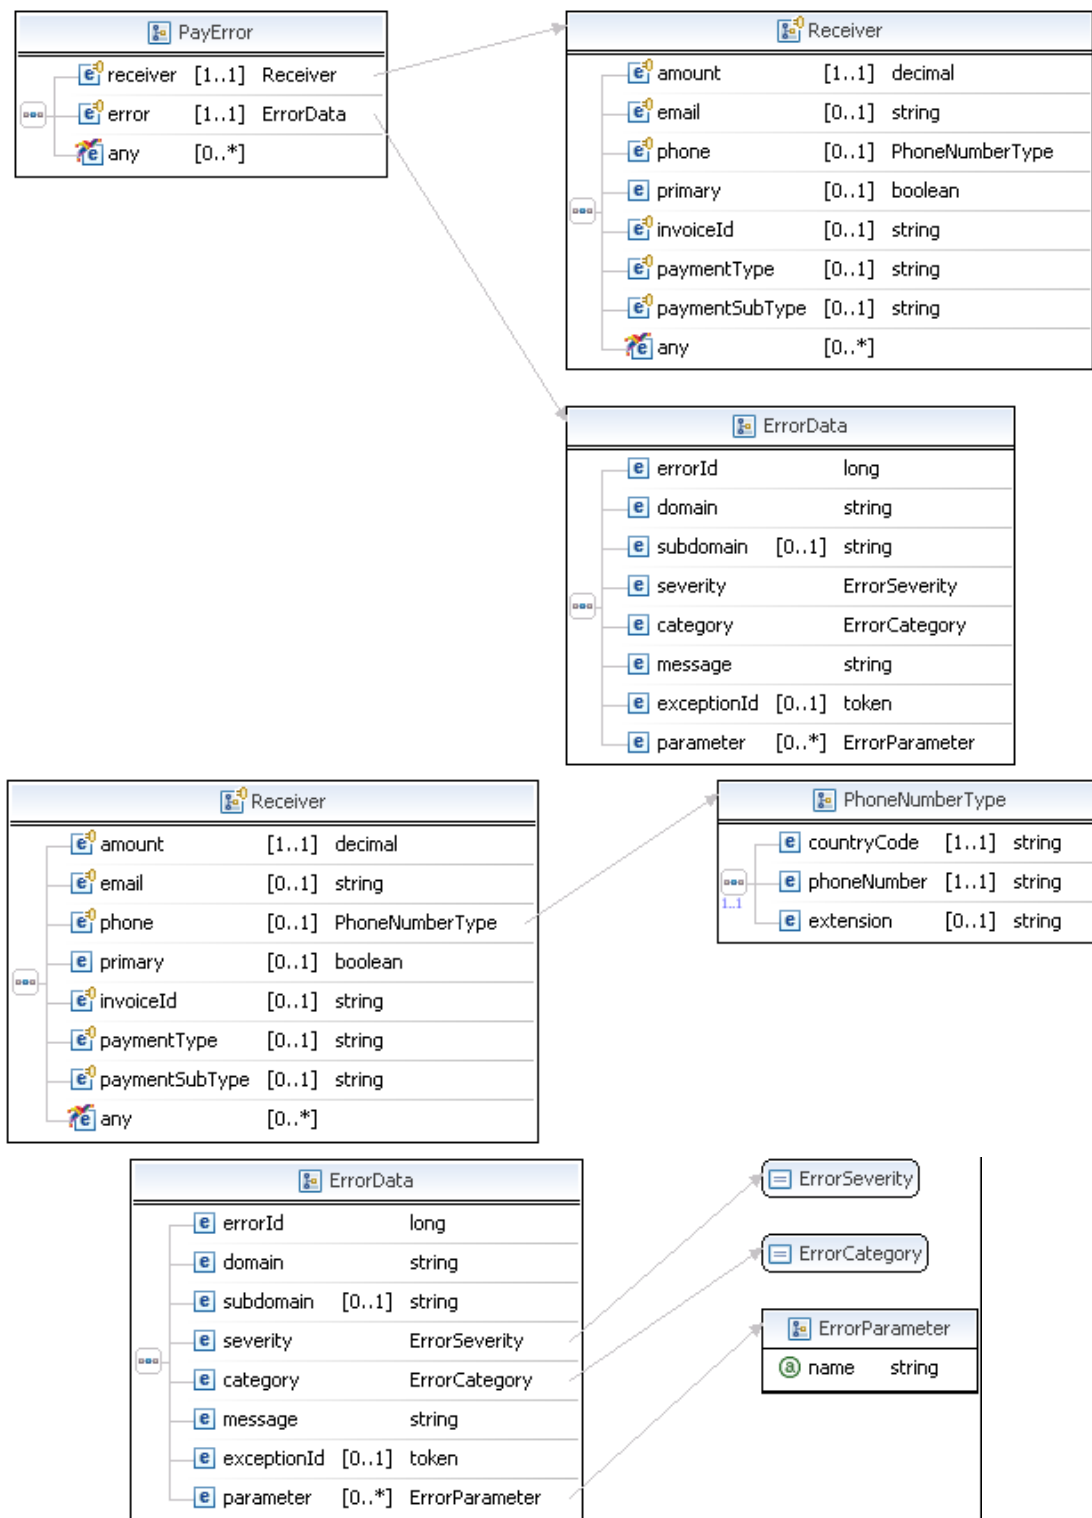 PayError
receiver [1..1] Receiver
error [1..1] ErrorData
any [0..*]
Receiver
amount [1..1] decimal
email [0..1] string
phone [0..1] PhoneNumberType
primary [0..1] boolean
invoiceId [0..1] string
paymentType [0..1] string
paymentSubType [0..1] string
any [0..*]
ErrorData
errorId long
domain string
subdomain [0..1] string
severity ErrorSeverity
category ErrorCategory
message string
exceptionId [0..1] token
parameter [0..*] ErrorParameter
Receiver
amount [1..1] decimal
email [0..1] string
phone [0..1] PhoneNumberType
primary [0..1] boolean
invoiceId [0..1] string
paymentType [0..1] string
paymentSubType [0..1] string
any [0..*]
PhoneNumberType
countryCode [1..1] string
phoneNumber [1..1] string
1..1
extension [0..1] string
ErrorData
errorId long
domain string
subdomain [0..1] string
severity ErrorSeverity
category ErrorCategory
message string
exceptionId [0..1] token
parameter [0..*] ErrorParameter
ErrorSeverity
ErrorCategory
ErrorParameter
name string